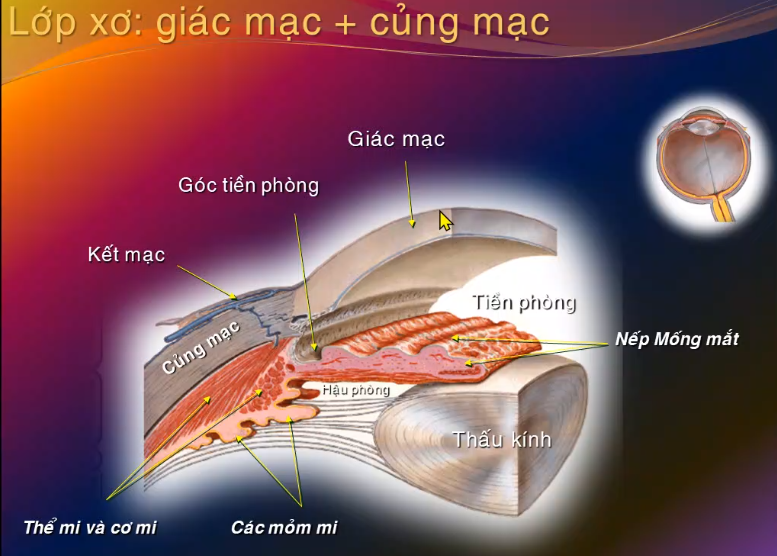 Lớp xơ: giác mạc + củng mạc
Giác mạc
Góc tiền phòng
Kết mạc
Tiền phòng
Củng mạc
Nếp Mống mắt
Hậu phòng
Thấu kính
Thể mi và cơ mi
Các mỏm mi